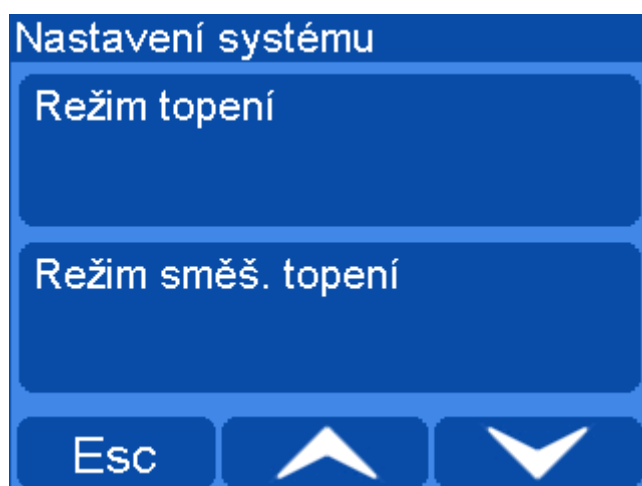 Nastavení systému
Režim topení
Režim směš. topení
Esc